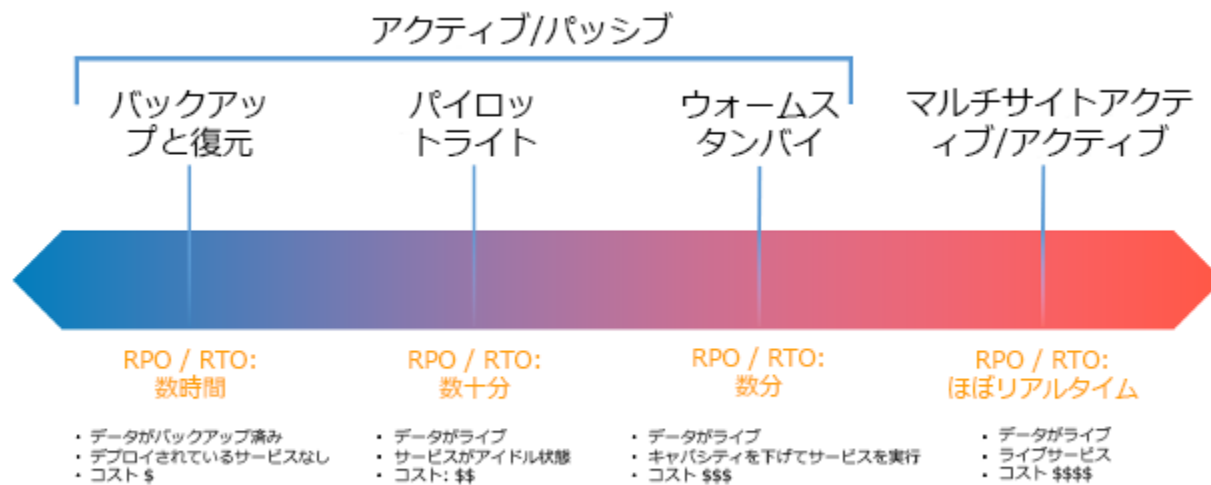 アクティブ/パッシブ
バックアッ
プと復元
パイロッ
トライト
ウォームス
タンバイ
マルチサイトアクテ
ィブ/アクティブ
RPO / RTO:
数時間
RPO / RTO:
数十分
RPO / RTO:
数分
RPO / RTO:
ほぼリアルタイム
・ データがバックアップ済み
・ デプロイされているサービスなし
・ コスト $
・ データがライブ
・ サービスがアイドル状態
・ コスト: $$
・ データがライブ
・ キャパシティを下げてサービスを実行
・ コスト $$$
・ データがライブ
・ ライブサービス
・ コスト $$$$